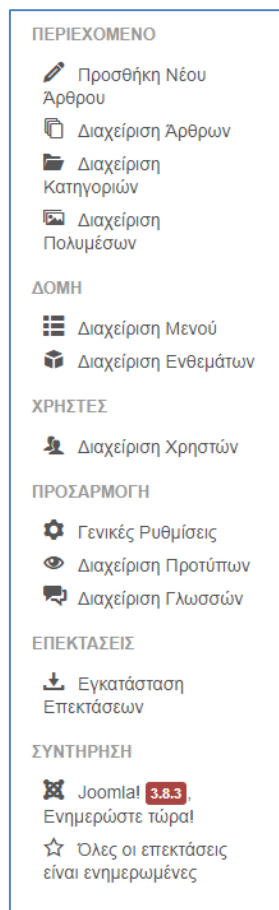 ΠΕΡΙΕΧΟΜΕΝΟ
Προσθήκη Νέου
Άρθρου
Διαχείριση Άρθρων
Διαχείριση
Κατηγοριών
Διαχείριση
Πολυμέσων
ΔΟΜΗ
Διαχείριση Μενού
Διαχείριση Ενθεμάτων
ΧΡΗΣΤΕΣ
Διαχείριση Χρηστών
ΠΡΟΣΑΡΜΟΓΗ
Γενικές Ρυθμίσεις
Διαχείριση Προτύπων
Διαχείριση Γλωσσών
ΕΠΕΚΤΑΣΕΙΣ
Εγκατάσταση
Επεκτάσεων
ΣΥΝΤΗΡΗΣΗ
Joomla! 3.8.3,
Ενημερώστε τώρα!
Όλες οι επεκτάσεις
είναι ενημερωμένες